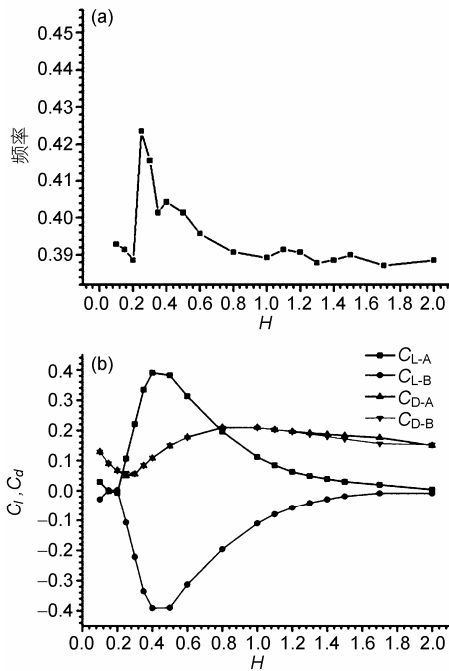 (a)
0.45
0.44
0.43
0.42
0.41
0.40
0.39
频率
0.0 0.2 0.4 0.6 0.8 1.0 1.2 1.4 1.6 1.8 2.0
H
(b)
C_L-A
C_L-B
C_D-A
C_D-B
0.4
0.3
0.2
0.1
0.0
−0.1
−0.2
−0.3
−0.4
C_l, C_d
0.0 0.2 0.4 0.6 0.8 1.0 1.2 1.4 1.6 1.8 2.0
H